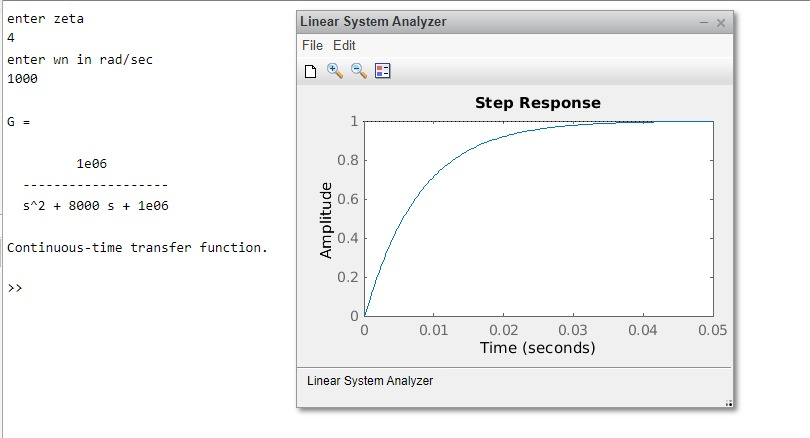 enter zeta
4
enter wn in rad/sec
1000
G =
1e06
-------------------
s^2 + 8000 s + 1e06
Continuous-time transfer function.
>>
Linear System Analyzer
File Edit
Step Response
1
0.8
0.6
0.4
0.2
0
Amplitude
0 0.01 0.02 0.03 0.04 0.05
Time (seconds)
Linear System Analyzer